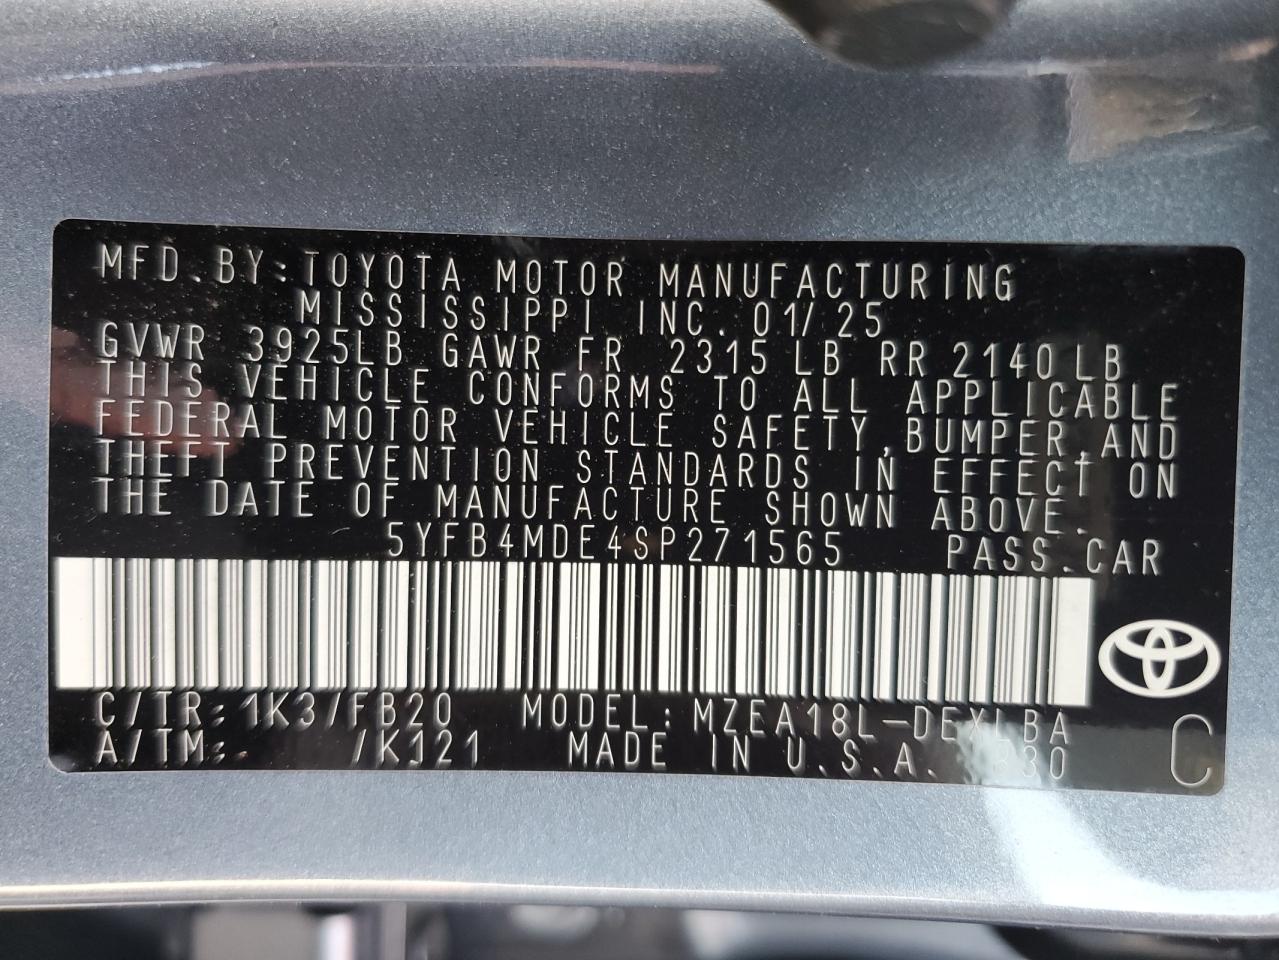 MFD.BY:TOYOTA MOTOR MANUFACTURING
MISSISSIPPI INC. 01/25
GVWR 3925LB GAWR FR 2315 LB RR 2140 LB
THIS VEHICLE CONFORMS TO ALL APPLICABLE
FEDERAL MOTOR VEHICLE SAFETY,BUMPER,AND
THEFT PREVENTION STANDARDS IN EFFECT ON
THE DATE OF MANUFACTURE SHOWN ABOVE.
5YFB4MDE4SP271565 PASS.CAR
C/TR: 1K3/FB20 MODEL: MZEA18L-DEXLBA
A/TM: /KJ21 MADE IN U.S.A.
C